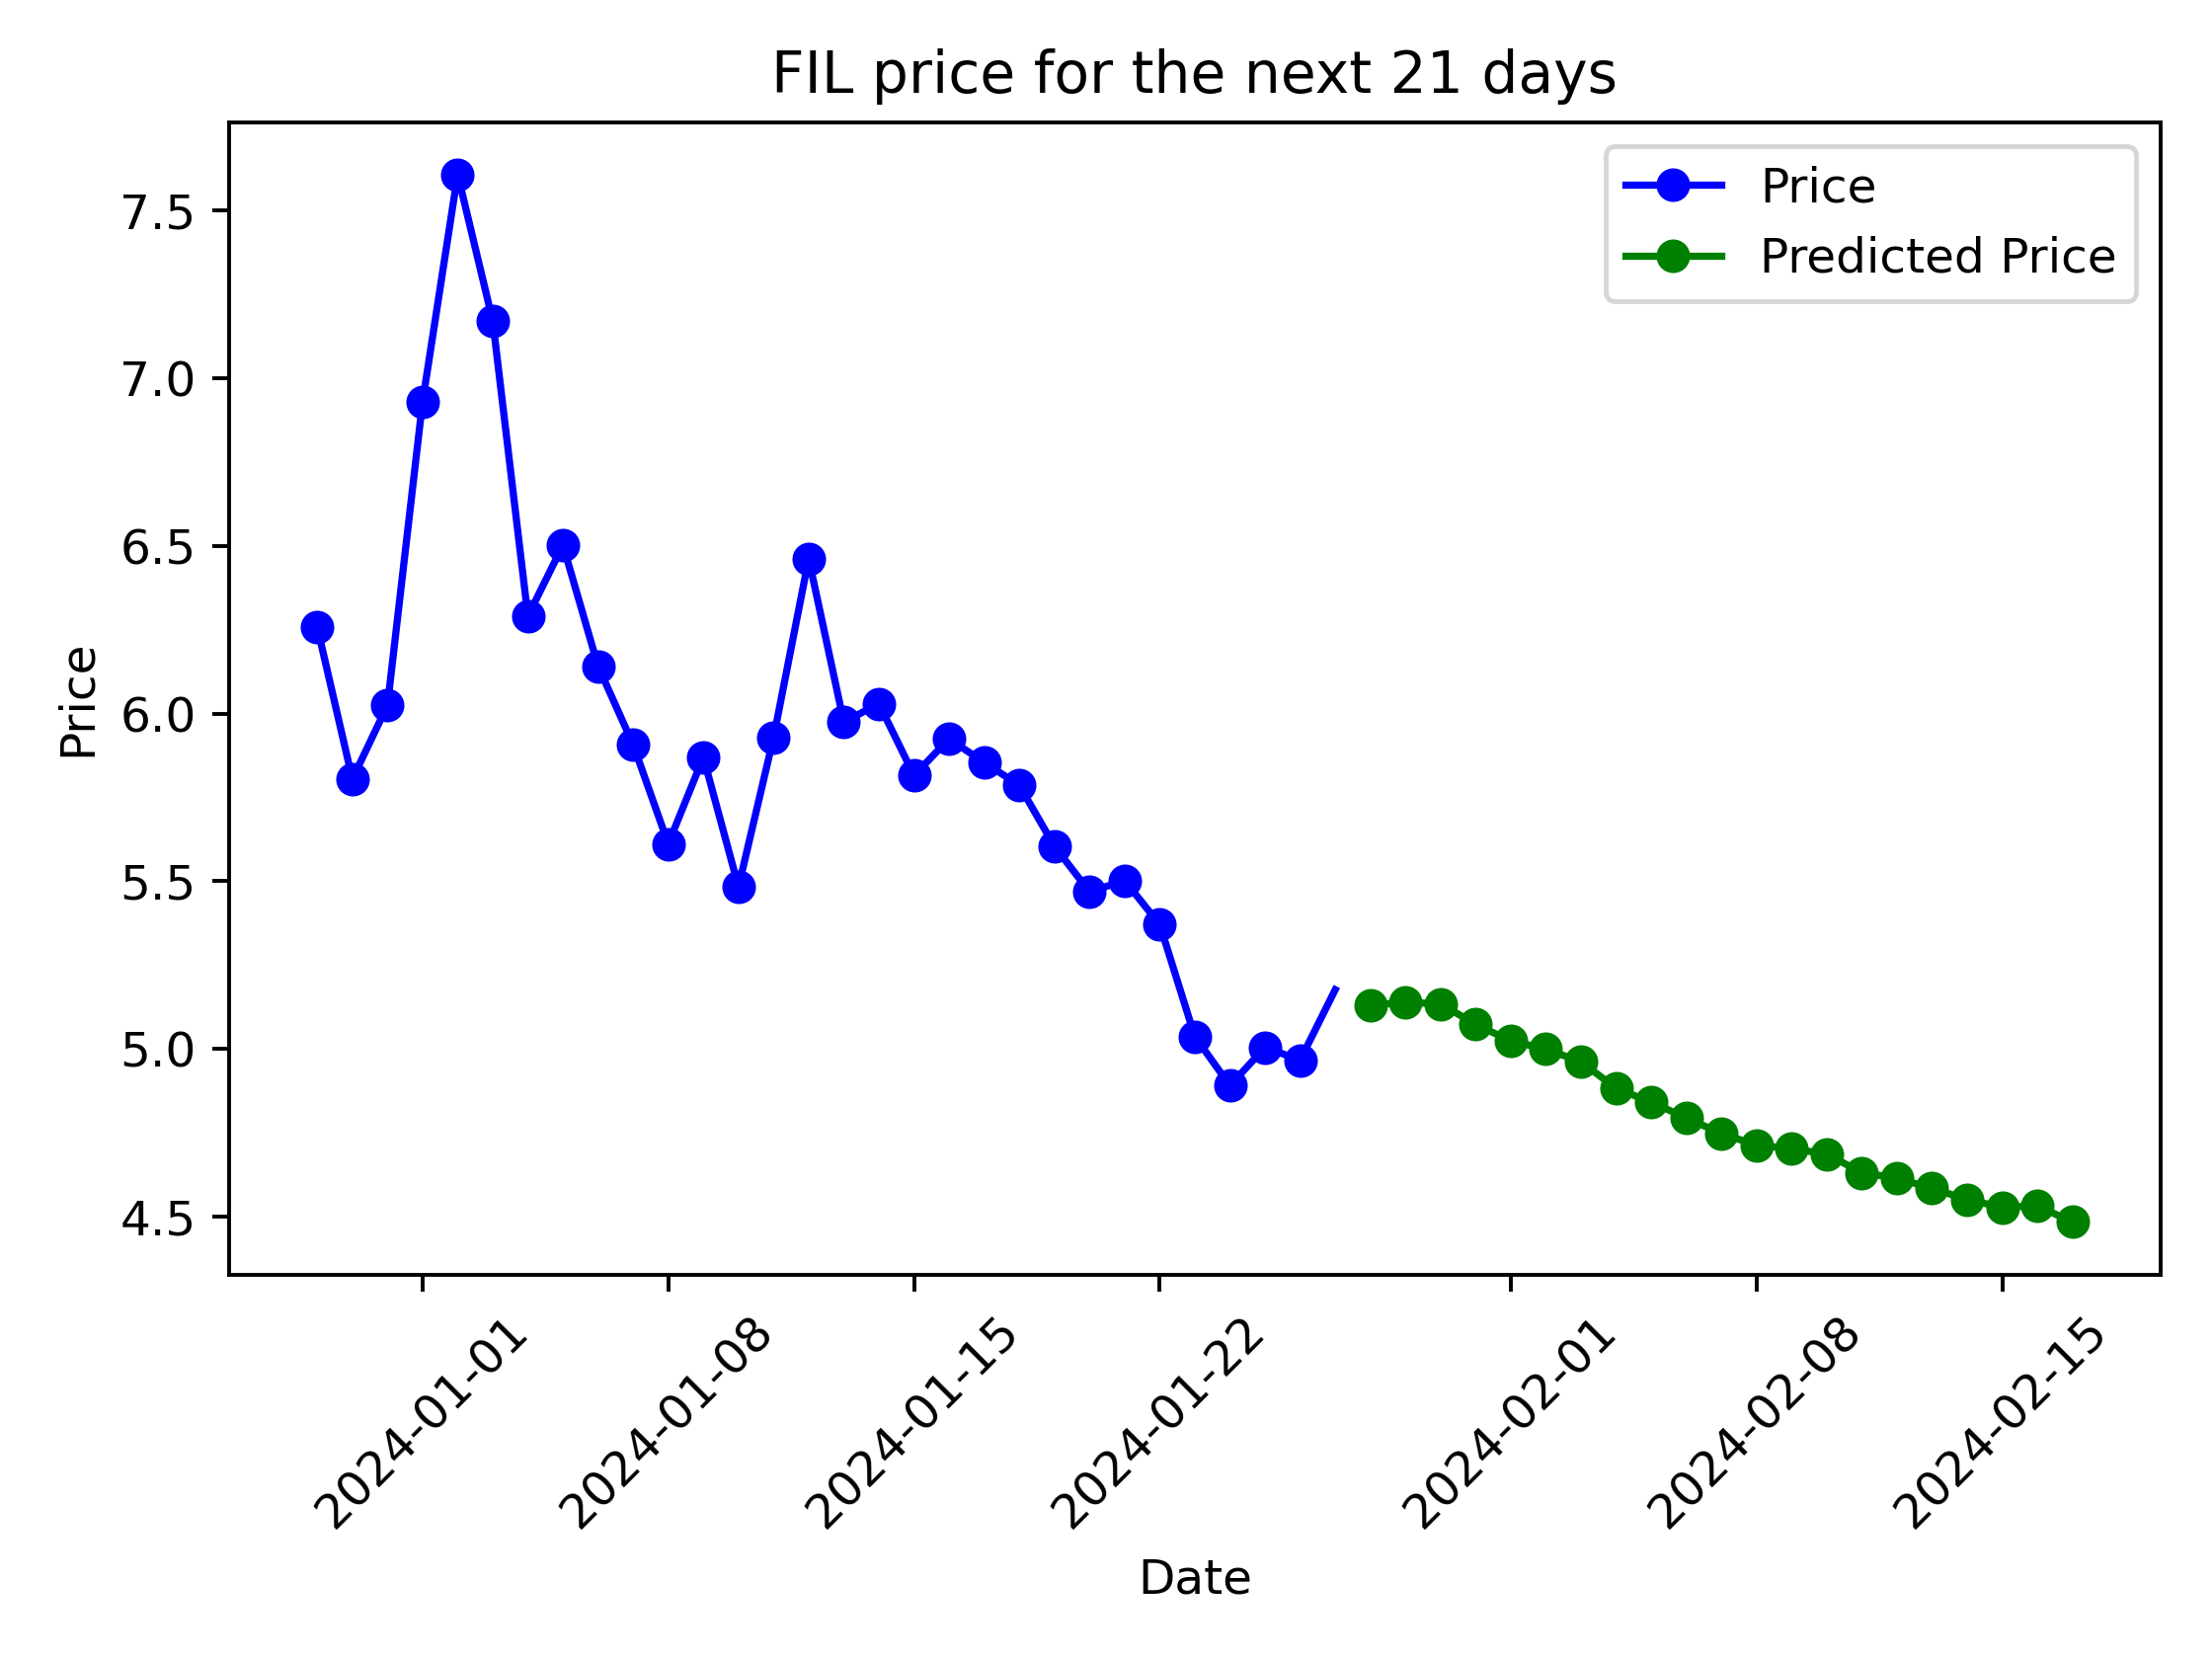 FIL price for the next 21 days
Price
Predicted Price
7.5
7.0
6.5
6.0
5.5
5.0
4.5
Price
2024-01-01
2024-01-08
2024-01-15
2024-01-22
2024-02-01
2024-02-08
2024-02-15
Date